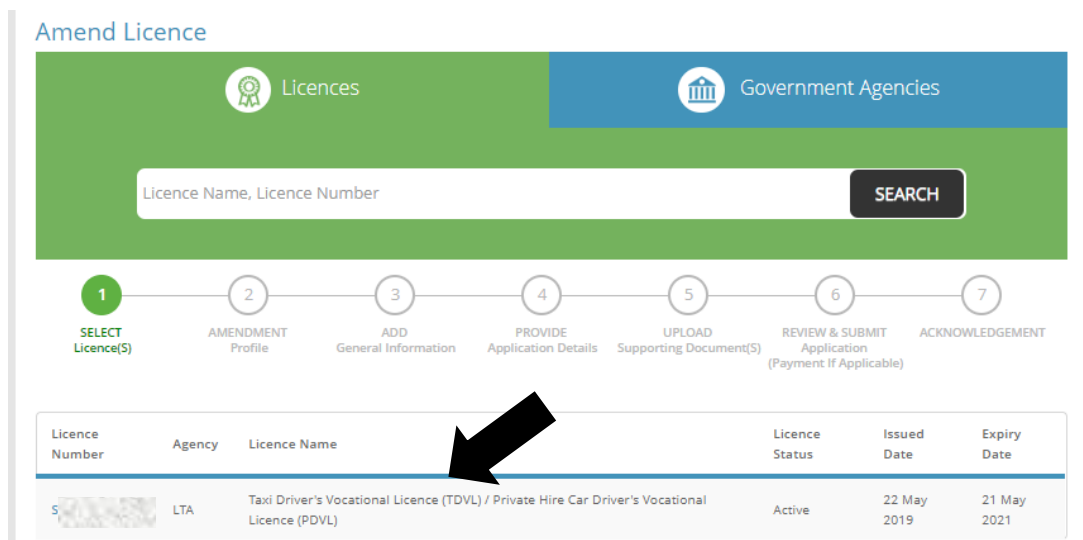 Amend Licence
Licences
Government Agencies
Licence Name, Licence Number
SEARCH
1
2
3
4
5
6
7
SELECT
Licence(S)
AMENDMENT
Profile
ADD
General Information
PROVIDE
Application Details
UPLOAD
Supporting Document(S)
REVIEW & SUBMIT
Application
(Payment If Applicable)
ACKNOWLEDGEMENT
Licence
Number
Agency
Licence Name
Licence
Status
Issued
Date
Expiry
Date
S
LTA
Taxi Driver's Vocational Licence (TDVL) / Private Hire Car Driver's Vocational
Licence (PDVL)
Active
22 May
2019
21 May
2021